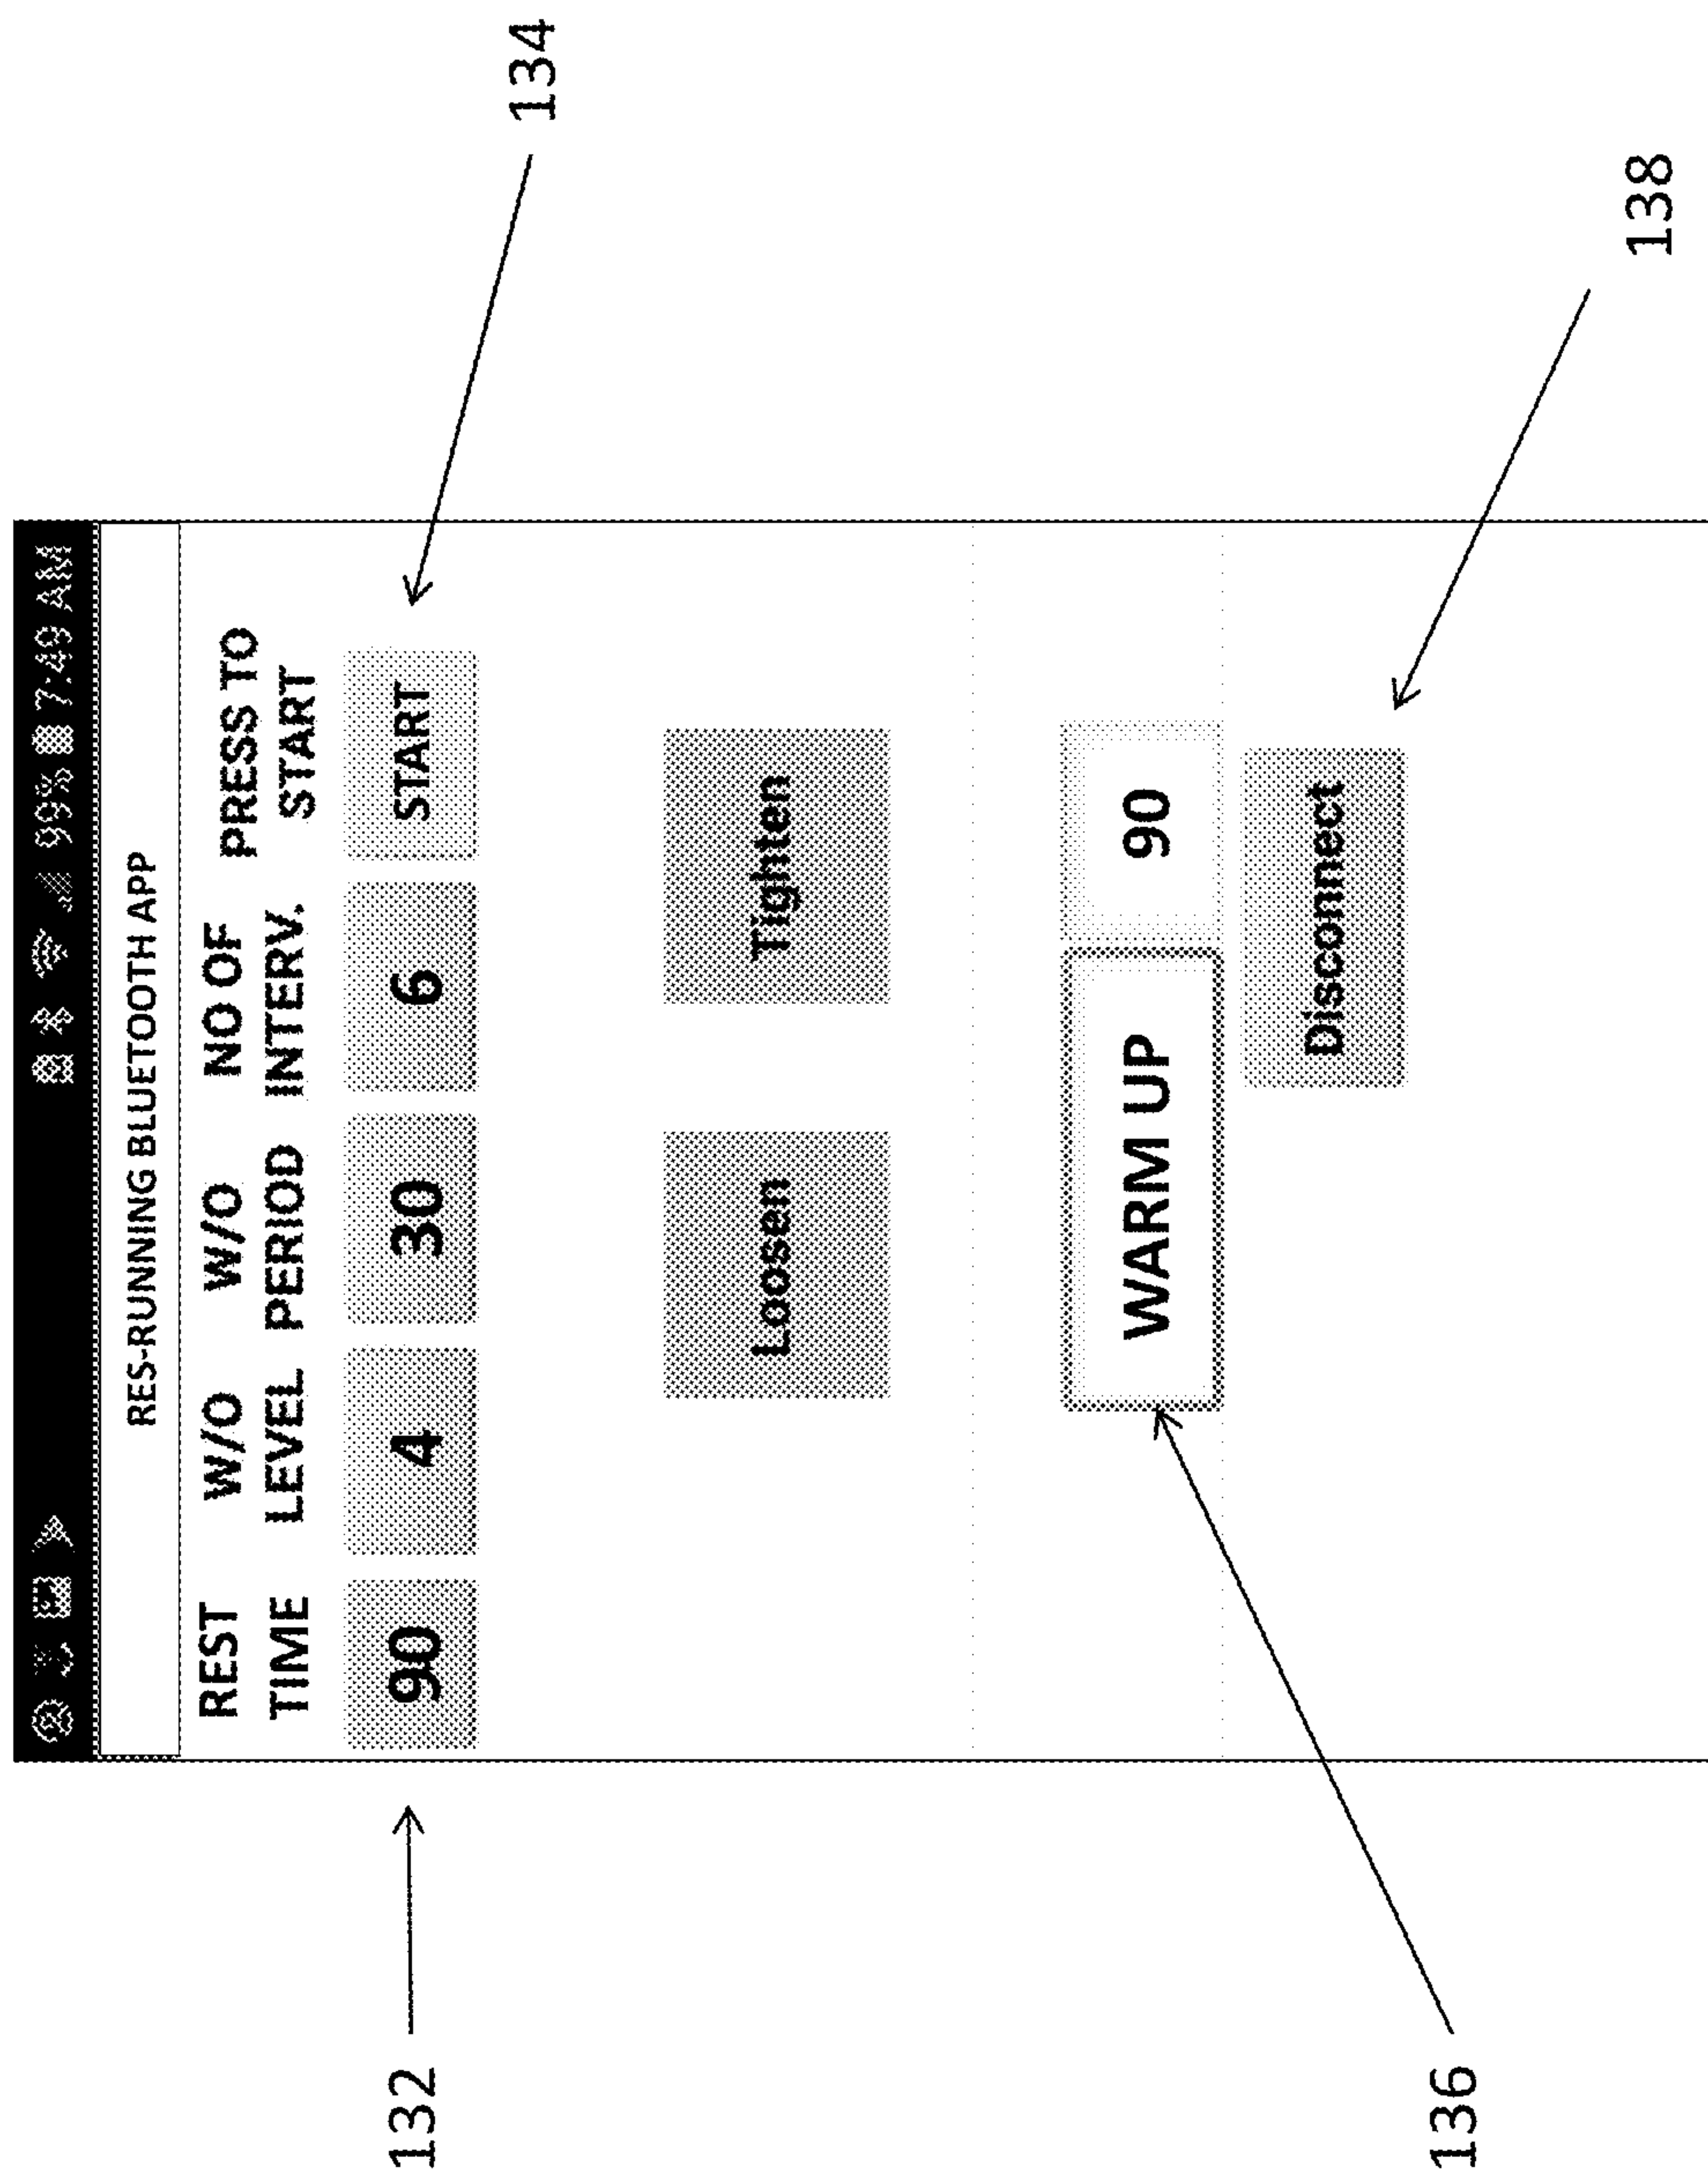 99% 7:49 AM
RES-RUNNING BLUETOOTH APP
REST W/O W/O NO OF PRESS TO
TIME LEVEL PERIOD INTERV. START
132 90 4 30 6 START 134
Loosen Tighten
WARM UP 90
Disconnect
136 138